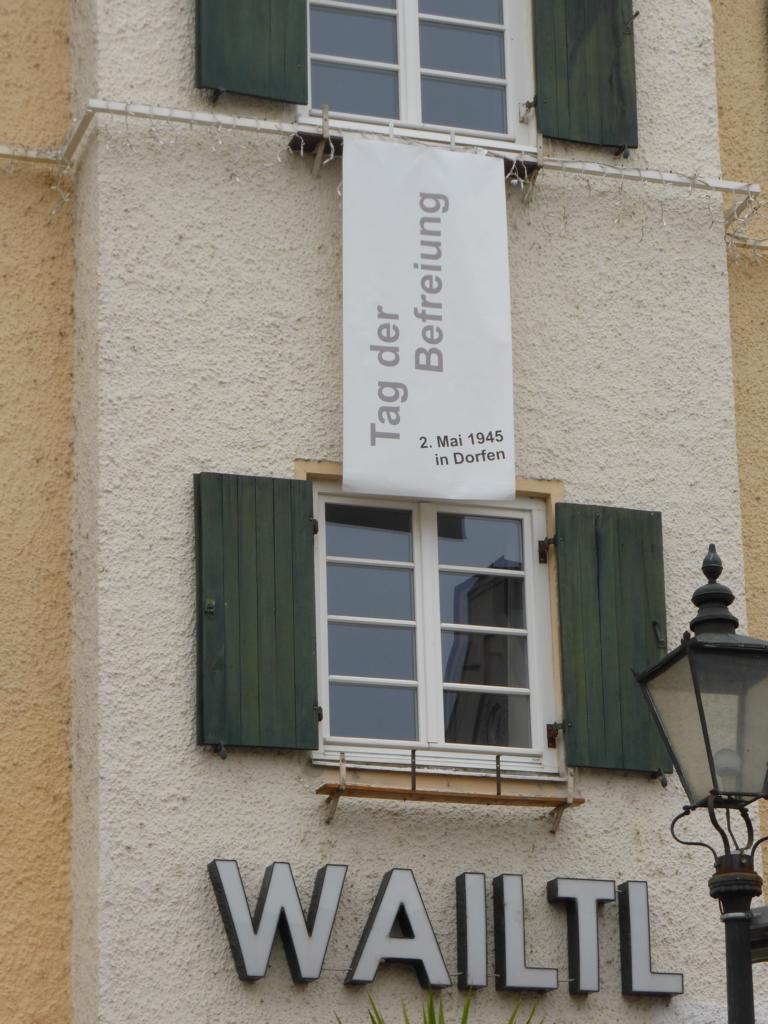 Tag der
Befreiung
2. Mai 1945
in Dorfen
WAILTL